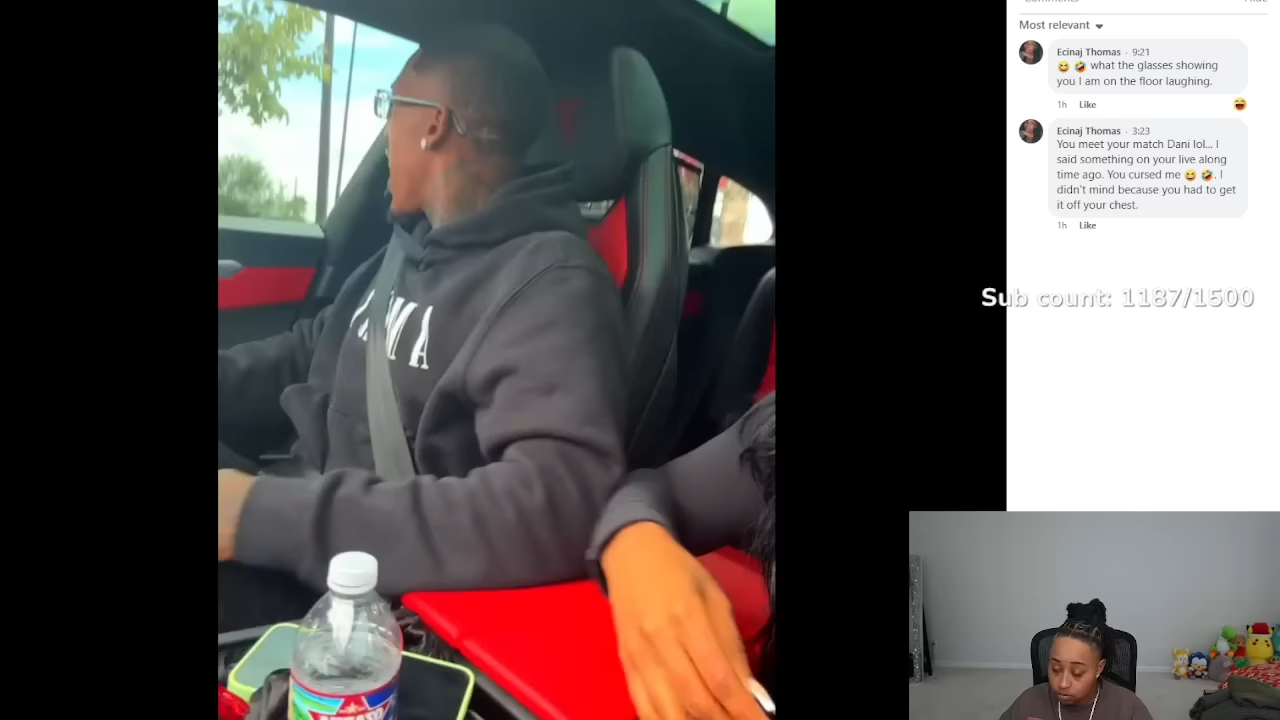 Most relevant
Ecinaj Thomas · 9:21
😆 🤣 what the glasses showing
you I am on the floor laughing.
1h Like
Ecinaj Thomas · 3:23
You meet your match Dani lol... I
said something on your live along
time ago. You cursed me 😆 🤣. I
didn't mind because you had to get
it off your chest.
1h Like
Sub count: 1187/1500